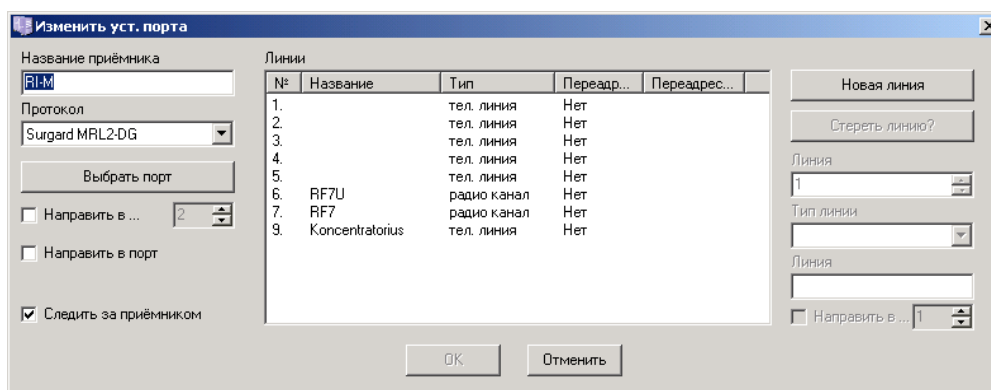 Изменить уст. порта
Название приёмника
RI-M
Протокол
Surgard MRL2-DG
Выбрать порт
Направить в ... 2
Направить в порт
Следить за приёмником
Линии
№ Название Тип Переадр... Переадрес...
1. тел. линия Нет
2. тел. линия Нет
3. тел. линия Нет
4. тел. линия Нет
5. тел. линия Нет
6. RF7U радио канал Нет
7. RF7 радио канал Нет
9. Koncentratorius тел. линия Нет
Новая линия
Стереть линию?
Линия
1
Тип линии
Линия
Направить в ... 1
OK
Отменить